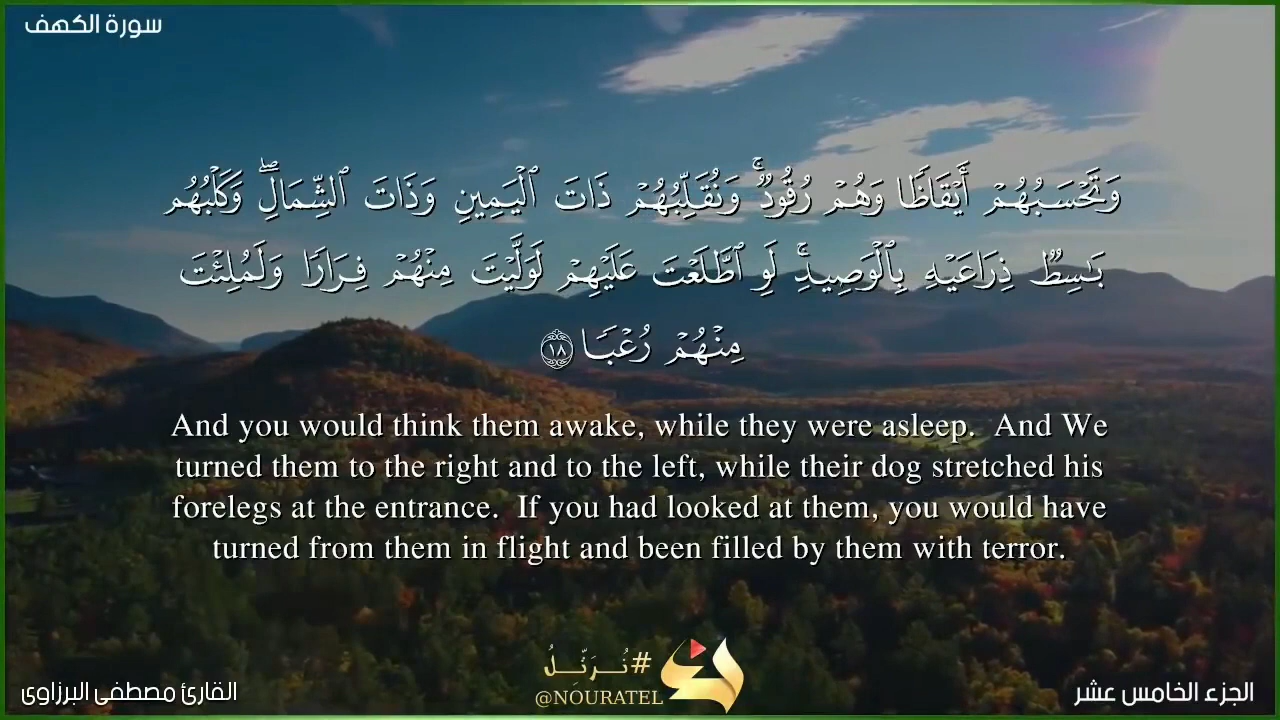 سورة الكهف
وَتَحْسَبُهُمْ أَيْقَاظًا وَهُمْ رُقُودٌ ۚ وَنُقَلِّبُهُمْ ذَاتَ ٱلْيَمِينِ وَذَاتَ ٱلشِّمَالِ ۖ وَكَلْبُهُم
بَـٰسِطٌ ذِرَاعَيْهِ بِٱلْوَصِيدِ ۚ لَوِ ٱطَّلَعْتَ عَلَيْهِمْ لَوَلَّيْتَ مِنْهُمْ فِرَارًا وَلَمُلِئْتَ
مِنْهُمْ رُعْبًا ١٨
And you would think them awake, while they were asleep. And We
turned them to the right and to the left, while their dog stretched his
forelegs at the entrance. If you had looked at them, you would have
turned from them in flight and been filled by them with terror.
#نُرَتِّلُ
@NOURATEL
الجزء الخامس عشر
القارئ مصطفى البرزاوى